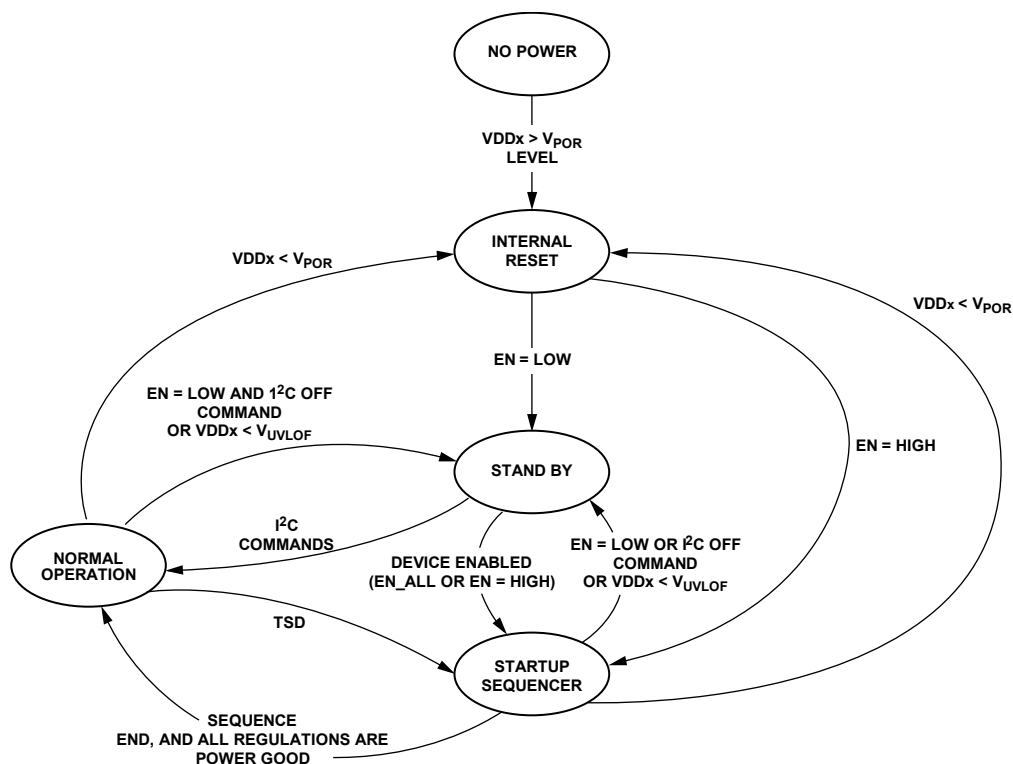 NO POWER
VDDx > VPOR
LEVEL
INTERNAL
RESET
VDDx < VPOR
VDDx < VPOR
EN = LOW
EN = LOW AND 1²C OFF
COMMAND
OR VDDx < VUVLOF
EN = HIGH
STAND BY
I²C
COMMANDS
DEVICE ENABLED
(EN_ALL OR EN = HIGH)
EN = LOW OR I²C OFF
COMMAND
OR VDDx < VUVLOF
NORMAL
OPERATION
TSD
STARTUP
SEQUENCER
SEQUENCE
END, AND ALL REGULATIONS ARE
POWER GOOD